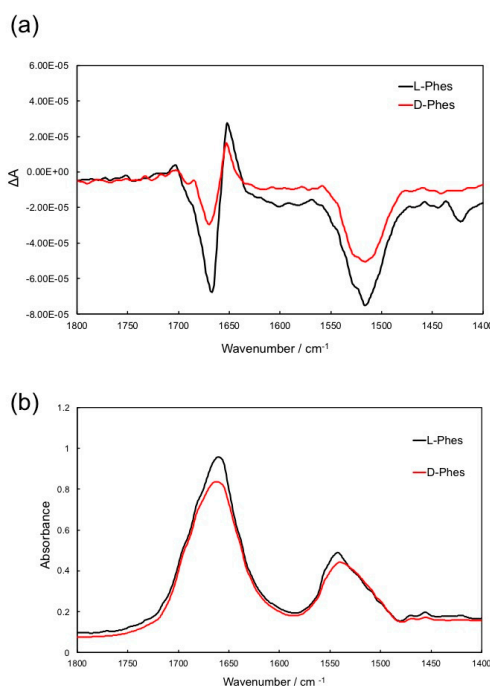 (a)
6.00E-05
4.00E-05
2.00E-05
0.00E+00
-2.00E-05
-4.00E-05
-6.00E-05
-8.00E-05
ΔA
L-Phes
D-Phes
1800 1750 1700 1650 1600 1550 1500 1450 1400
Wavenumber / cm-1
(b)
1.2
1
0.8
0.6
0.4
0.2
0
Absorbance
L-Phes
D-Phes
1800 1750 1700 1650 1600 1550 1500 1450 1400
Wavenumber / cm -1